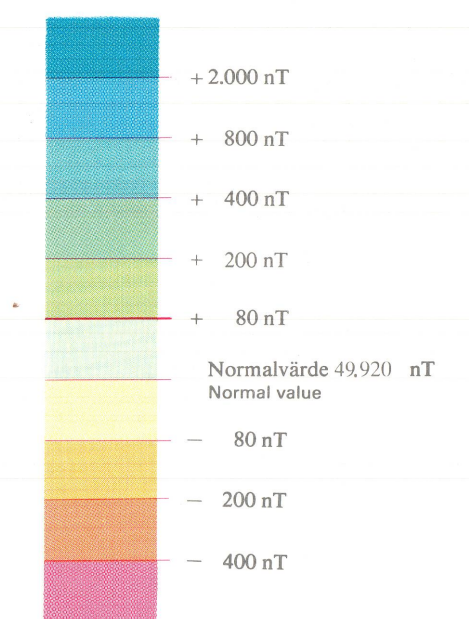 + 2.000 nT
+ 800 nT
+ 400 nT
+ 200 nT
+ 80 nT
Normalvärde 49,920 nT
Normal value
— 80 nT
— 200 nT
— 400 nT